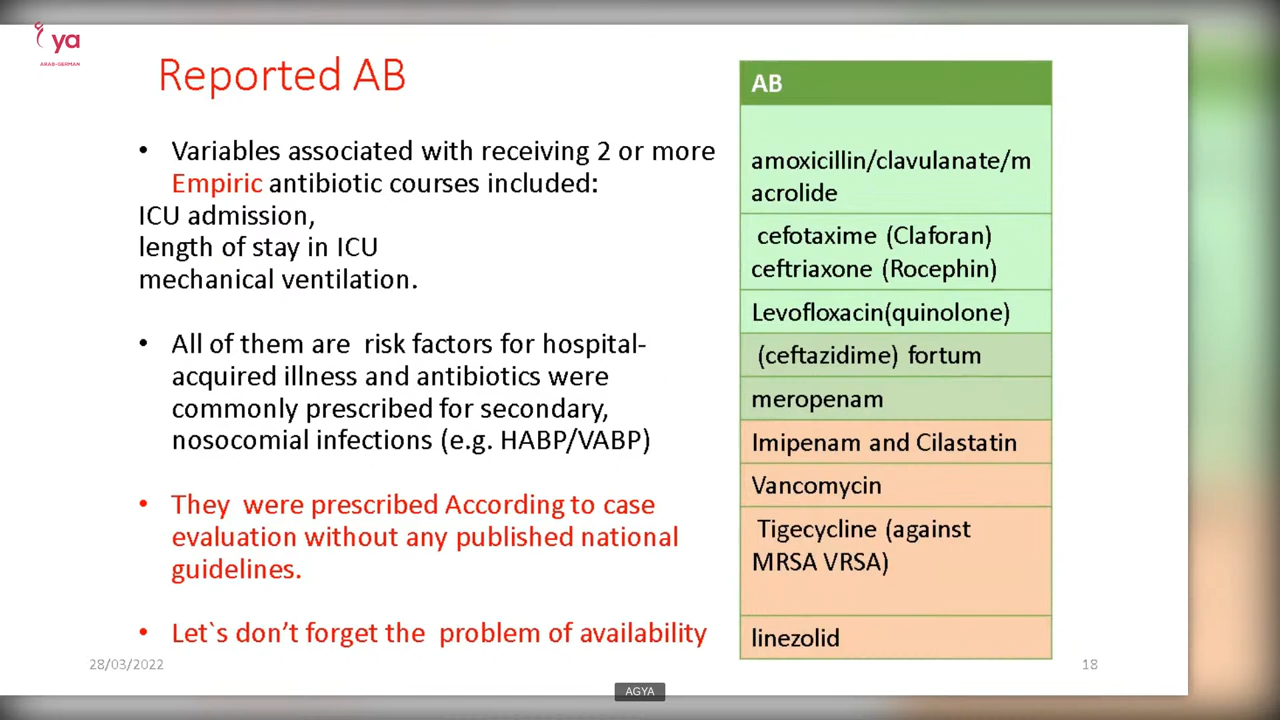 ya
ARAB-GERMAN
Reported AB
• Variables associated with receiving 2 or more
Empiric antibiotic courses included:
ICU admission,
length of stay in ICU
mechanical ventilation.
• All of them are risk factors for hospital-
acquired illness and antibiotics were
commonly prescribed for secondary,
nosocomial infections (e.g. HABP/VABP)
• They were prescribed According to case
evaluation without any published national
guidelines.
• Let`s don’t forget the problem of availability
AB
amoxicillin/clavulanate/m
acrolide
cefotaxime (Claforan)
ceftriaxone (Rocephin)
Levofloxacin(quinolone)
(ceftazidime) fortum
meropenam
Imipenam and Cilastatin
Vancomycin
Tigecycline (against
MRSA VRSA)
linezolid
28/03/2022
18
AGYA